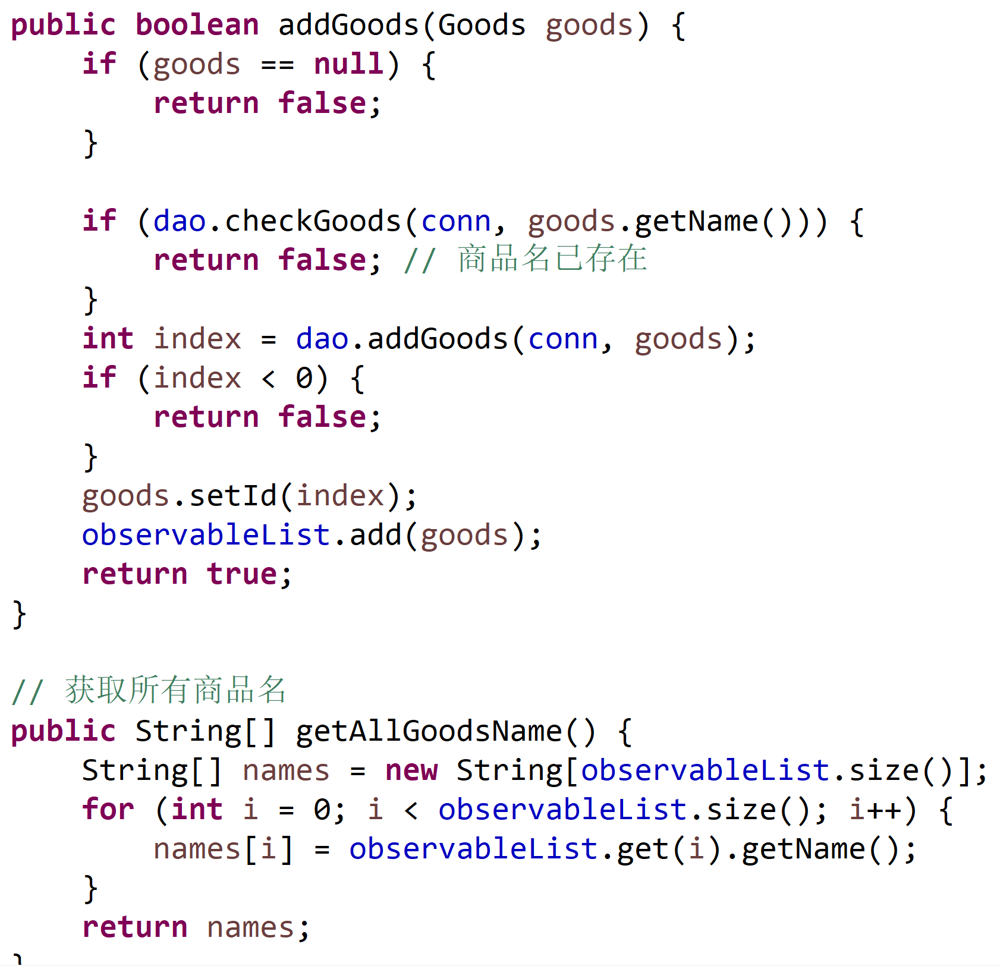 public boolean addGoods(Goods goods) {
    if (goods == null) {
        return false;
    }

    if (dao.checkGoods(conn, goods.getName())) {
        return false; // 商品名已存在
    }
    int index = dao.addGoods(conn, goods);
    if (index < 0) {
        return false;
    }
    goods.setId(index);
    observableList.add(goods);
    return true;
}

// 获取所有商品名
public String[] getAllGoodsName() {
    String[] names = new String[observableList.size()];
    for (int i = 0; i < observableList.size(); i++) {
        names[i] = observableList.get(i).getName();
    }
    return names;
}